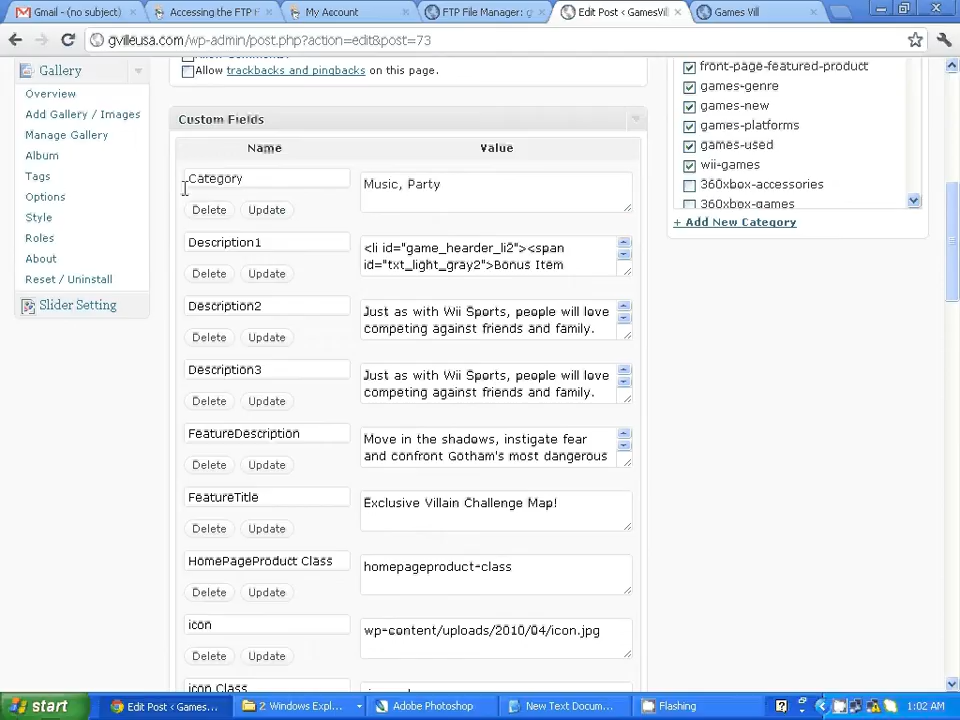 Gmail - (no subject)
Accessing the FTP F
My Account
FTP File Manager: g
Edit Post ‹ GamesVil
Games Vill
gvilleusa.com/wp-admin/post.php?action=edit&post=73
Gallery
Overview
Add Gallery / Images
Manage Gallery
Album
Tags
Options
Style
Roles
About
Reset / Uninstall
Slider Setting
Allow trackbacks and pingbacks on this page.
Custom Fields
Name
Value
Category
Music, Party
Delete
Update
Description1
<li id="game_hearder_li2"><span
id="txt_light_gray2">Bonus Item
Delete
Update
Description2
Just as with Wii Sports, people will love
competing against friends and family.
Delete
Update
Description3
Just as with Wii Sports, people will love
competing against friends and family.
Delete
Update
FeatureDescription
Move in the shadows, instigate fear
and confront Gotham's most dangerous
Delete
Update
FeatureTitle
Exclusive Villain Challenge Map!
Delete
Update
HomePageProduct Class
homepageproduct-class
Delete
Update
icon
wp-content/uploads/2010/04/icon.jpg
Delete
Update
icon Class
front-page-featured-product
games-genre
games-new
games-platforms
games-used
wii-games
360xbox-accessories
360xbox-games
+ Add New Category
start
Edit Post ‹ Games...
2 Windows Expl...
Adobe Photoshop
New Text Docum...
Flashing
1:02 AM